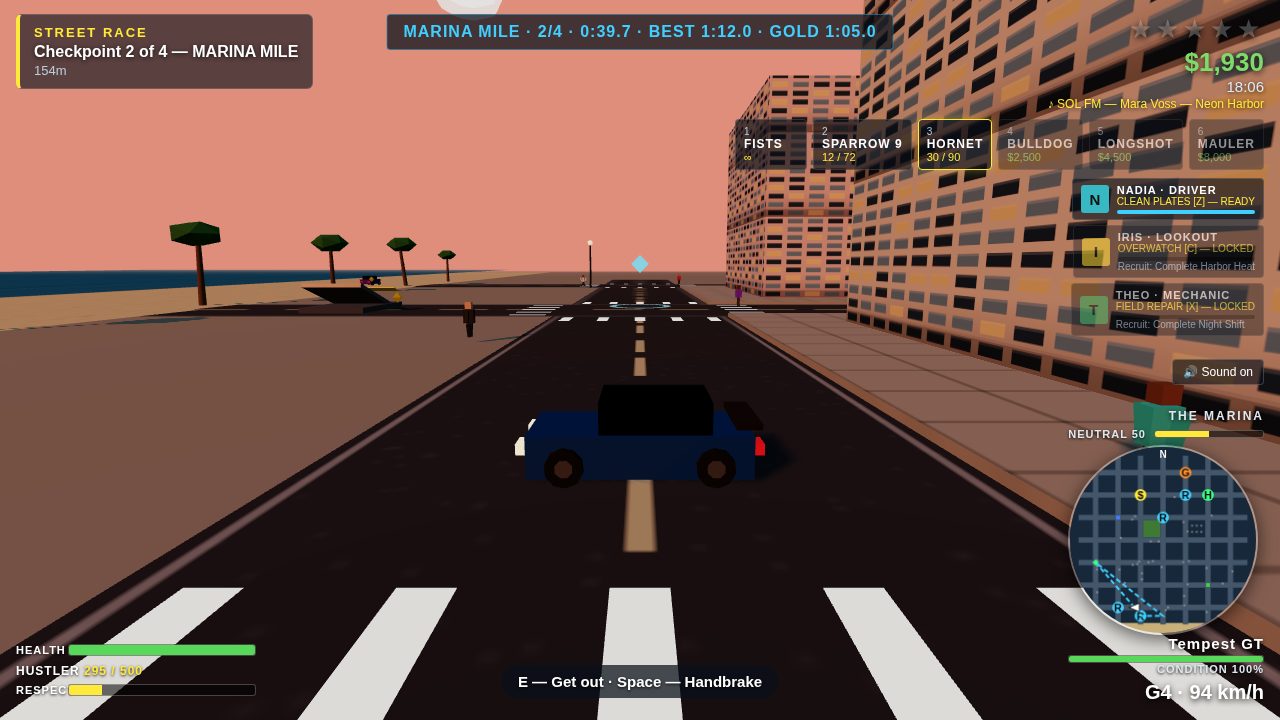 STREET RACE
Checkpoint 2 of 4 — MARINA MILE
154m
MARINA MILE · 2/4 · 0:39.7 · BEST 1:12.0 · GOLD 1:05.0
★★★★★
$1,930
18:06
♪ SOL FM — Mara Voss — Neon Harbor
1
FISTS
∞
2
SPARROW 9
12 / 72
3
HORNET
30 / 90
4
BULLDOG
$2,500
5
LONGSHOT
$4,500
6
MAULER
$8,000
N
NADIA · DRIVER
CLEAN PLATES [Z] — READY
I
IRIS · LOOKOUT
OVERWATCH [C] — LOCKED
Recruit: Complete Harbor Heat
T
THEO · MECHANIC
FIELD REPAIR [X] — LOCKED
Recruit: Complete Night Shift
🔊 Sound on
THE MARINA
NEUTRAL 50
N
G
S
R
H
R
R
R
HEALTH
HUSTLER 295 / 500
RESPEC
E — Get out · Space — Handbrake
Tempest GT
CONDITION 100%
G4 · 94 km/h